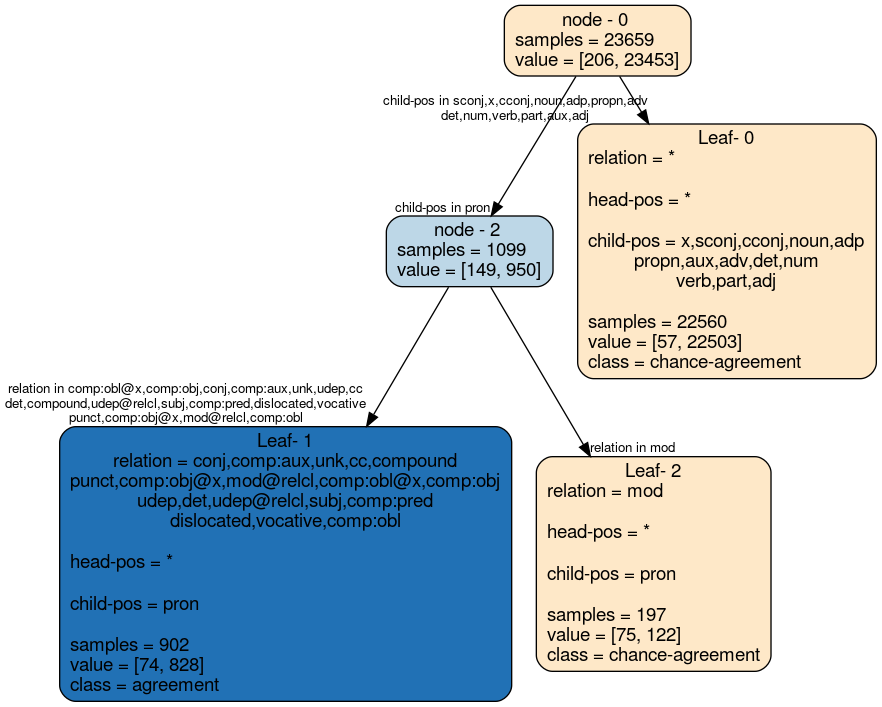 node - 0
samples = 23659
value = [206, 23453]
child-pos in sconj,x,cconj,noun,adp,propn,adv
det,num,verb,part,aux,adj
Leaf- 0
relation = *
head-pos = *
child-pos = x,sconj,cconj,noun,adp
propn,aux,adv,det,num
verb,part,adj
samples = 22560
value = [57, 22503]
class = chance-agreement
child-pos in pron
node - 2
samples = 1099
value = [149, 950]
relation in comp:obl@x,comp:obj,conj,comp:aux,unk,udep,cc
det,compound,udep@relcl,subj,comp:pred,dislocated,vocative
punct,comp:obj@x,mod@relcl,comp:obl
Leaf- 1
relation = conj,comp:aux,unk,cc,compound
punct,comp:obj@x,mod@relcl,comp:obl@x,comp:obj
udep,det,udep@relcl,subj,comp:pred
dislocated,vocative,comp:obl
head-pos = *
child-pos = pron
samples = 902
value = [74, 828]
class = agreement
relation in mod
Leaf- 2
relation = mod
head-pos = *
child-pos = pron
samples = 197
value = [75, 122]
class = chance-agreement